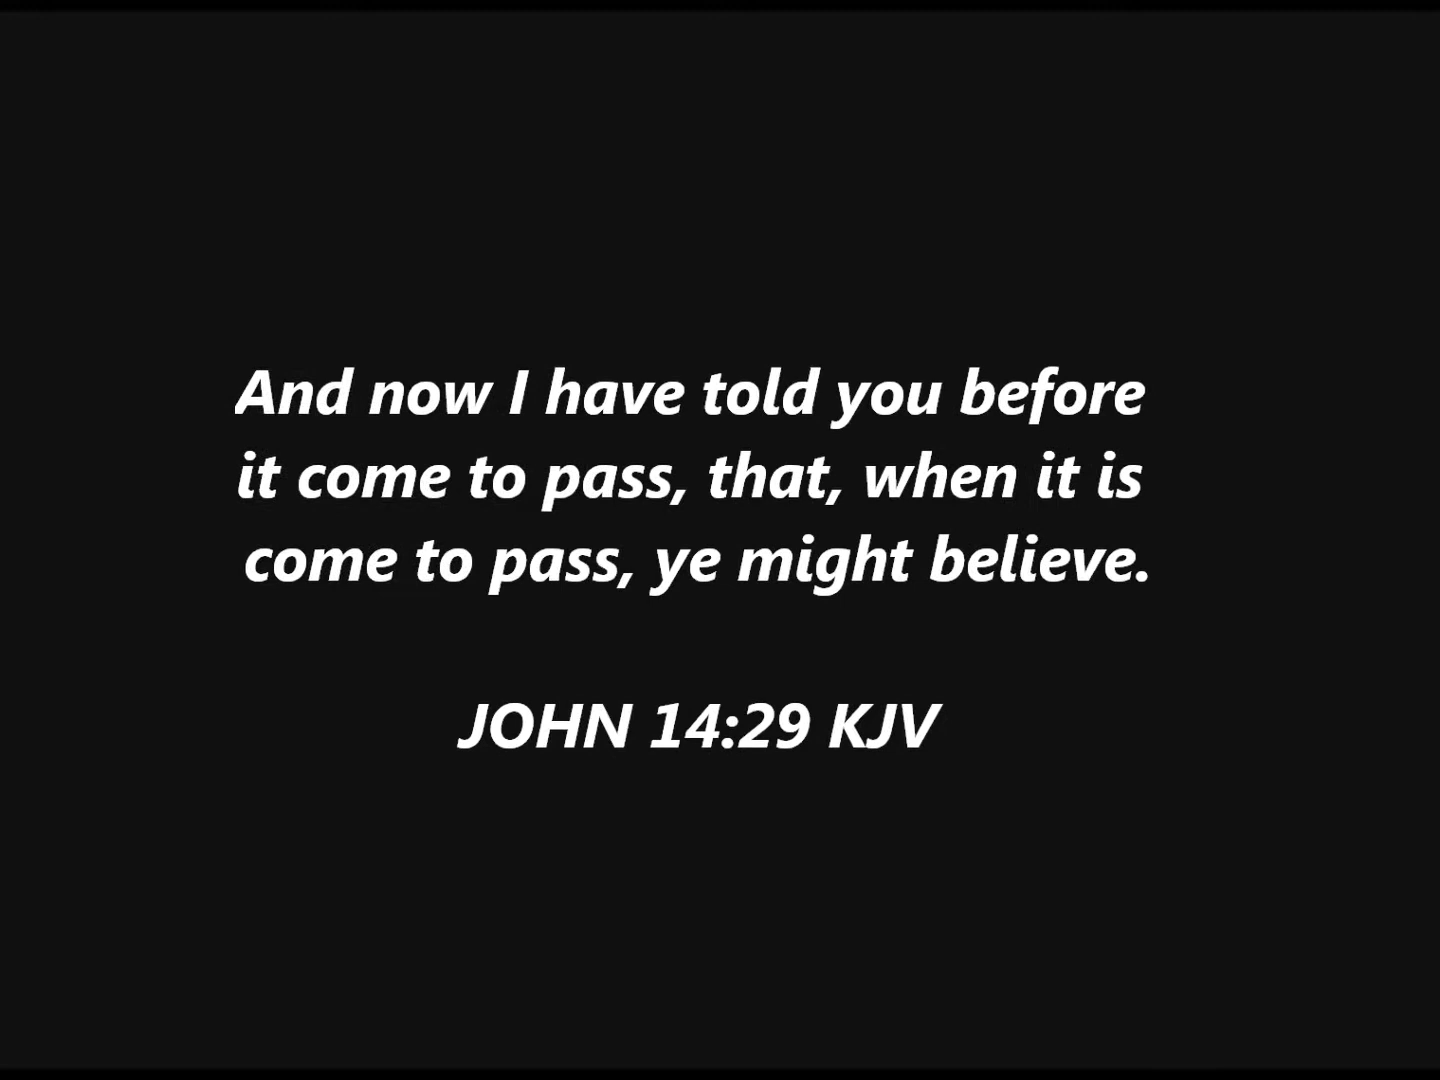 And now I have told you before
it come to pass, that, when it is
come to pass, ye might believe.
JOHN 14:29 KJV